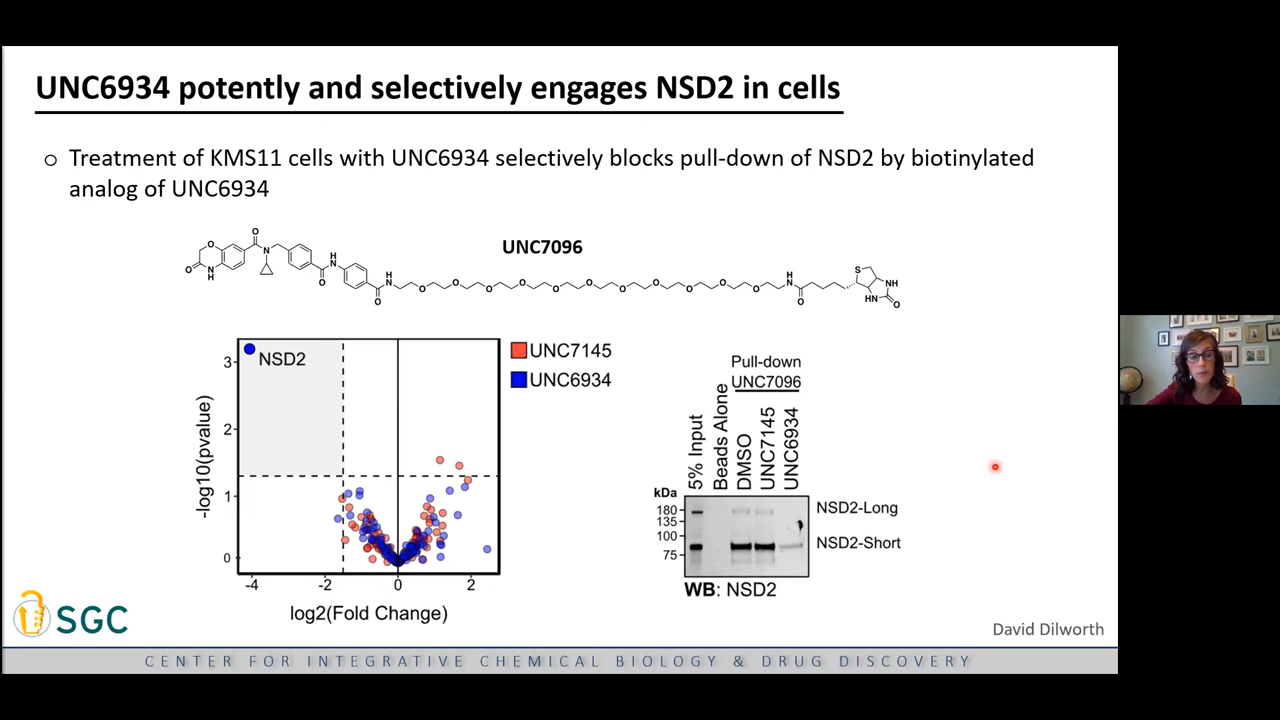 UNC6934 potently and selectively engages NSD2 in cells
Treatment of KMS11 cells with UNC6934 selectively blocks pull-down of NSD2 by biotinylated
analog of UNC6934
UNC7096
O
O
N
O
N
H
O
H
N
O
H
N
O
O
O
O
O
O
O
O
O
O
O
H
N
O
S
NH
HN
O
NSD2
UNC7145
UNC6934
-log10(pvalue)
3
2
1
0
-4
-2
0
2
log2(Fold Change)
Pull-down
UNC7096
5% Input
Beads Alone
DMSO
UNC7145
UNC6934
kDa
180
135
100
75
NSD2-Long
NSD2-Short
WB: NSD2
SGC
David Dilworth
CENTER FOR INTEGRATIVE CHEMICAL BIOLOGY & DRUG DISCOVERY